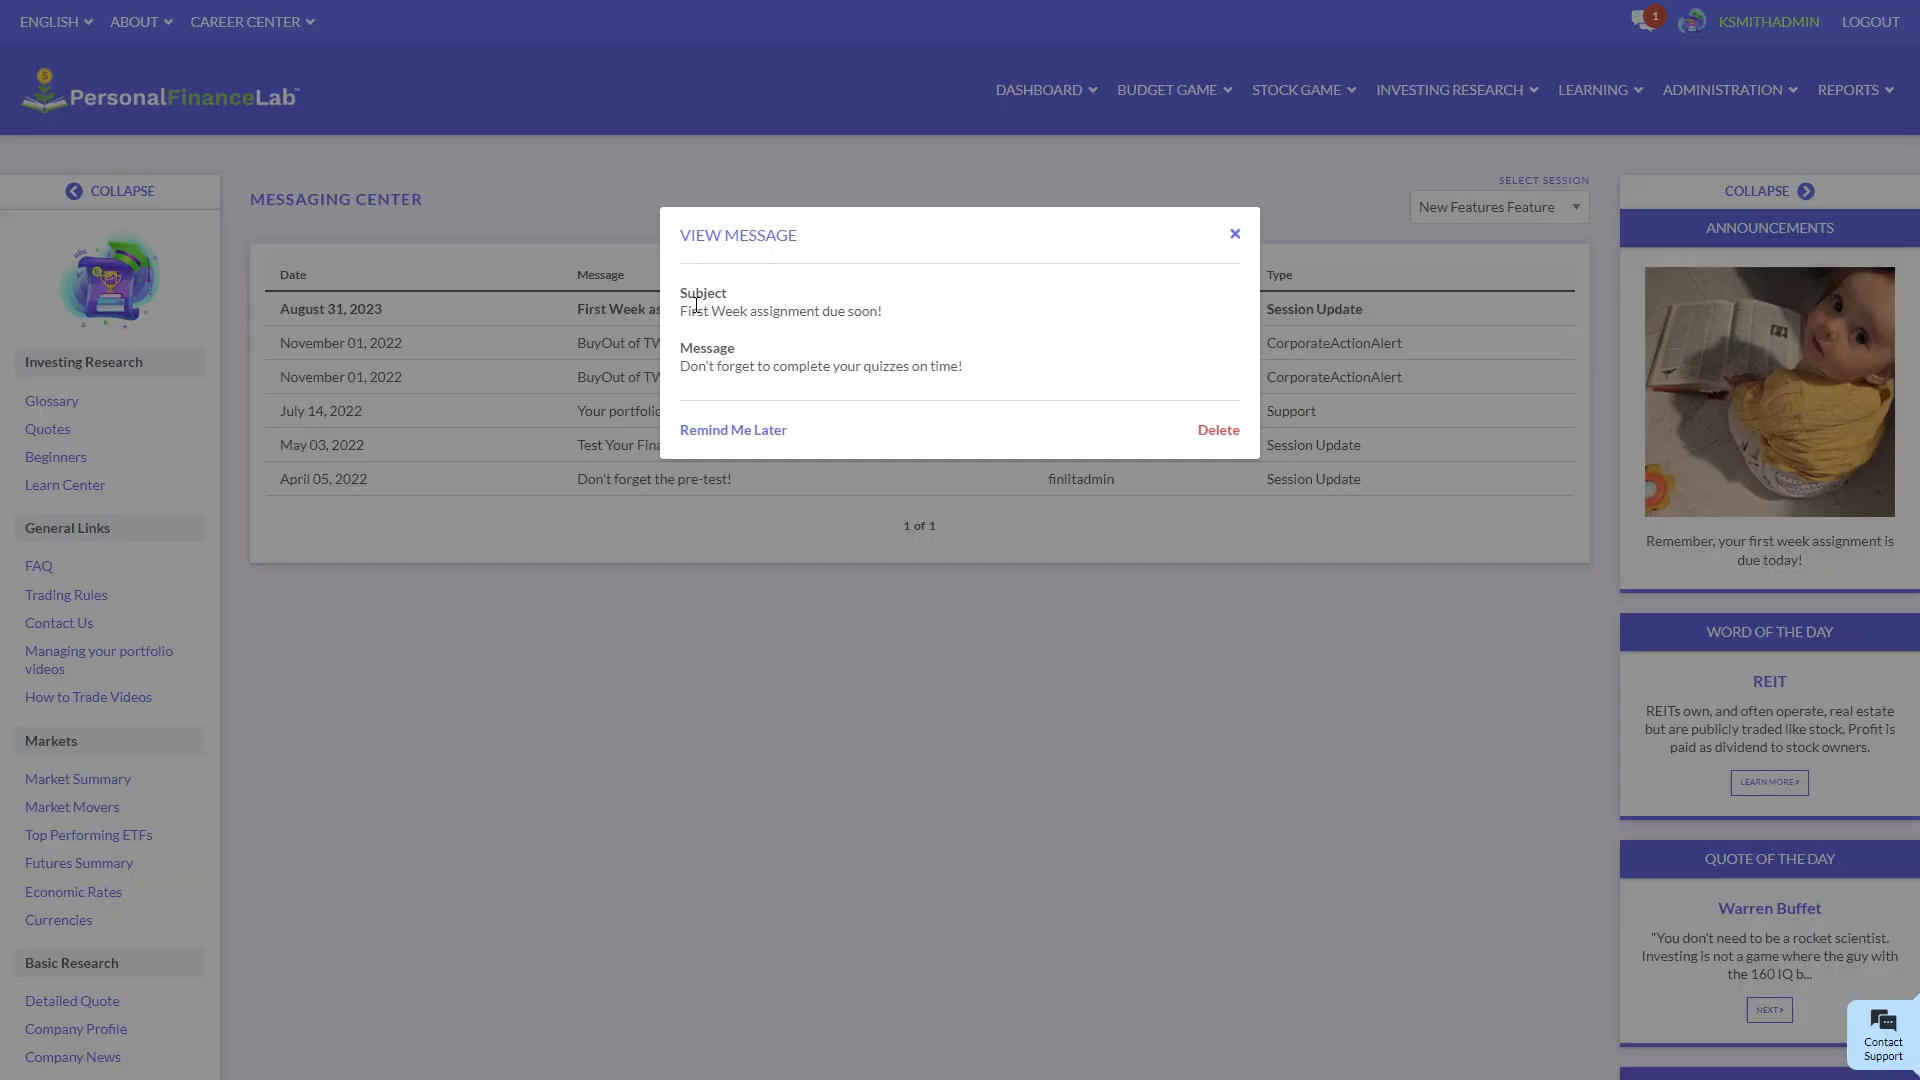 ENGLISH ABOUT CAREER CENTER
1 KSMITHADMIN LOGOUT
PersonalFinanceLab™
DASHBOARD BUDGET GAME STOCK GAME INVESTING RESEARCH LEARNING ADMINISTRATION REPORTS
COLLAPSE
Investing Research
Glossary
Quotes
Beginners
Learn Center
General Links
FAQ
Trading Rules
Contact Us
Managing your portfolio
videos
How to Trade Videos
Markets
Market Summary
Market Movers
Top Performing ETFs
Futures Summary
Economic Rates
Currencies
Basic Research
Detailed Quote
Company Profile
Company News
MESSAGING CENTER
SELECT SESSION
New Features Feature
Date Message Type
August 31, 2023 First Week as Session Update
November 01, 2022 BuyOut of TW CorporateActionAlert
November 01, 2022 BuyOut of TW CorporateActionAlert
July 14, 2022 Your portfolio Support
May 03, 2022 Test Your Fina Session Update
April 05, 2022 Don't forget the pre-test! finlitadmin Session Update
1 of 1
VIEW MESSAGE
Subject
First Week assignment due soon!
Message
Don't forget to complete your quizzes on time!
Remind Me Later Delete
COLLAPSE
ANNOUNCEMENTS
Remember, your first week assignment is
due today!
WORD OF THE DAY
REIT
REITs own, and often operate, real estate
but are publicly traded like stock. Profit is
paid as dividend to stock owners.
LEARN MORE
QUOTE OF THE DAY
Warren Buffet
"You don't need to be a rocket scientist.
Investing is not a game where the guy with
the 160 IQ b...
NEXT
Contact
Support